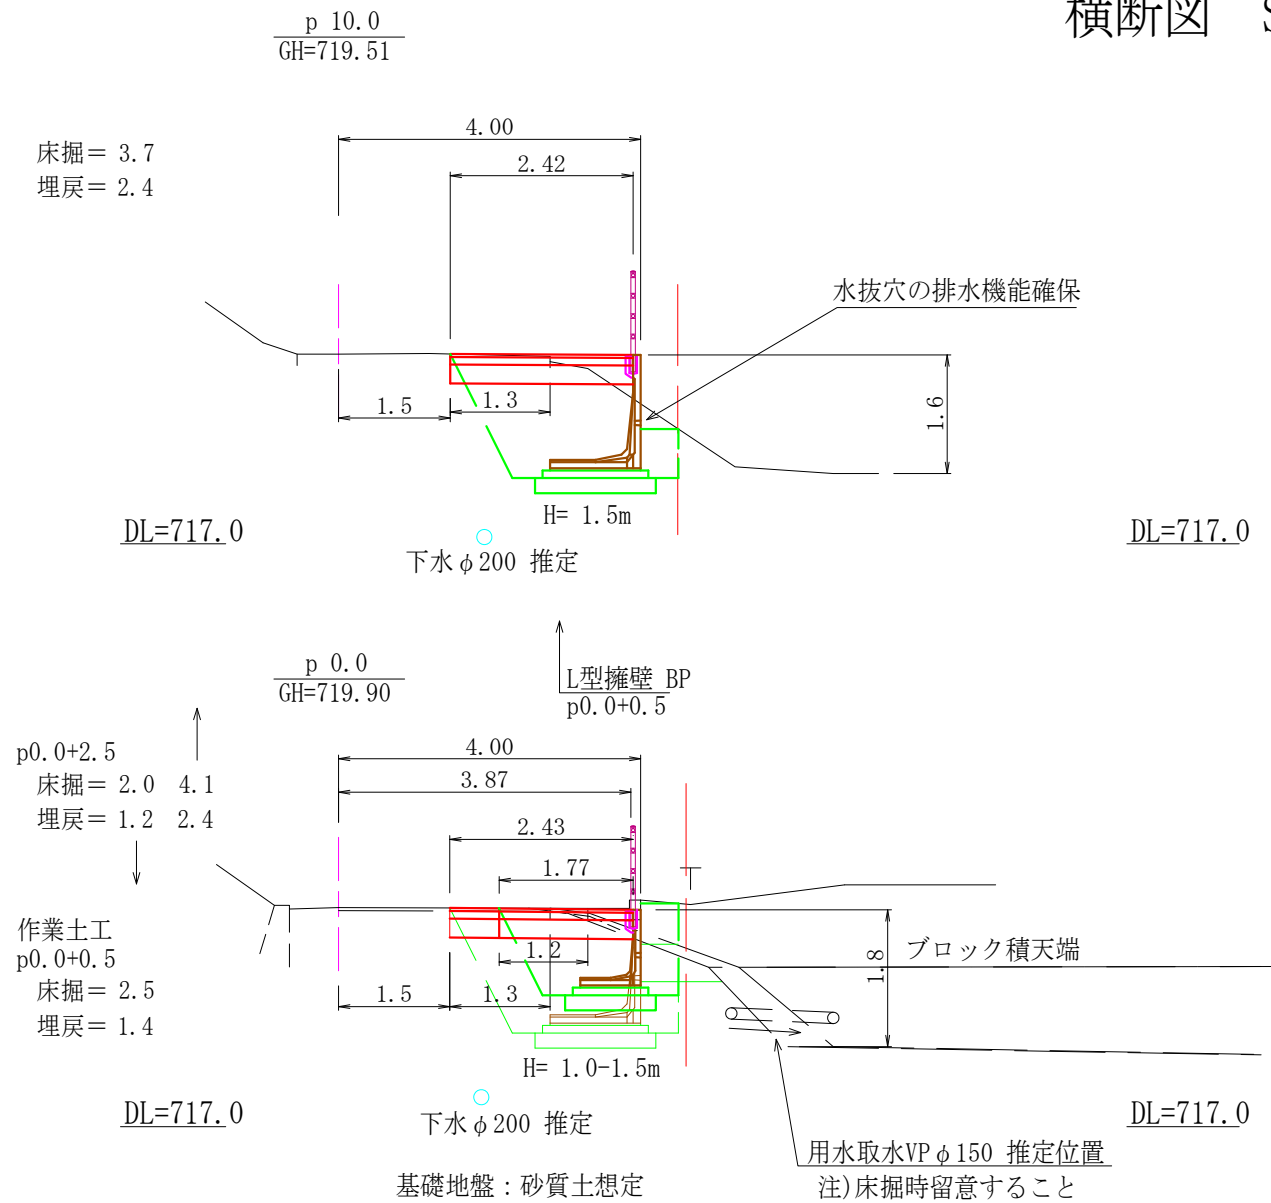 横断図
p 10.0
GH=719.51
床掘＝ 3.7
埋戻＝ 2.4
4.00
2.42
水抜穴の排水機能確保
1.5
1.3
1.6
H= 1.5m
DL=717.0
DL=717.0
下水φ200 推定
p 0.0
GH=719.90
L型擁壁 BP
p0.0+0.5
p0.0+2.5
床掘＝ 2.0 4.1
埋戻＝ 1.2 2.4
4.00
3.87
2.43
1.77
作業土工
p0.0+0.5
床掘＝ 2.5
埋戻＝ 1.4
1.2
1.5
1.3
1.8
ブロック積天端
H= 1.0-1.5m
DL=717.0
DL=717.0
下水φ200 推定
用水取水VPφ150 推定位置
注)床掘時留意すること
基礎地盤：砂質土想定